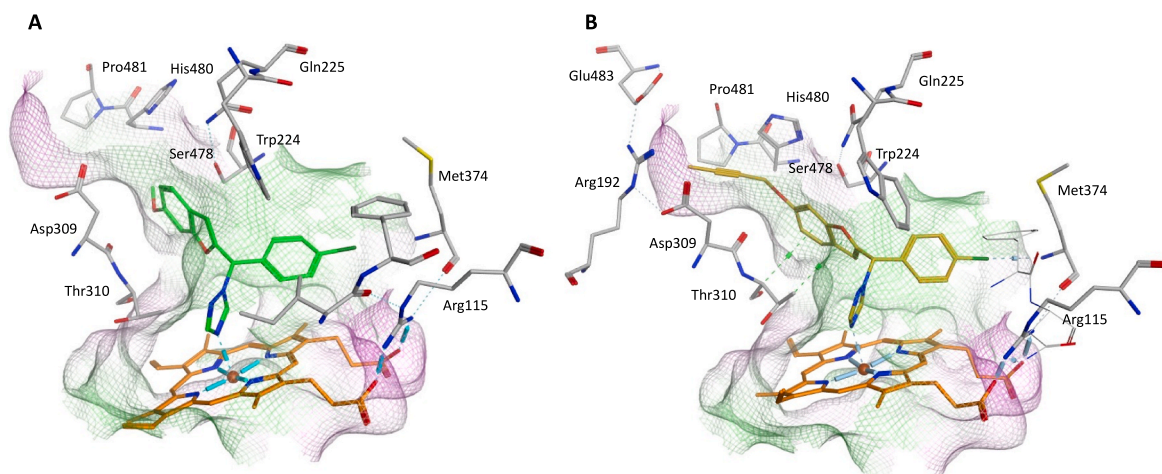 A
Pro481
His480
Gln225
Ser478
Trp224
Met374
Asp309
Thr310
Arg115
B
Glu483
Pro481
His480
Gln225
Ser478
Trp224
Arg192
Met374
Asp309
Thr310
Arg115